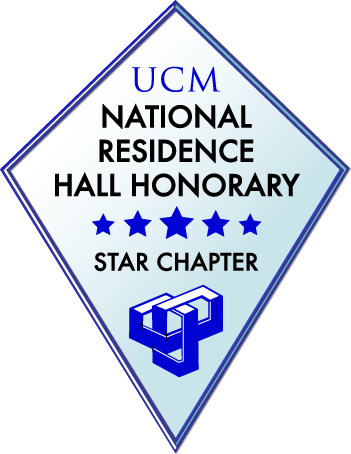 UCM
NATIONAL
RESIDENCE
HALL HONORARY
STAR CHAPTER